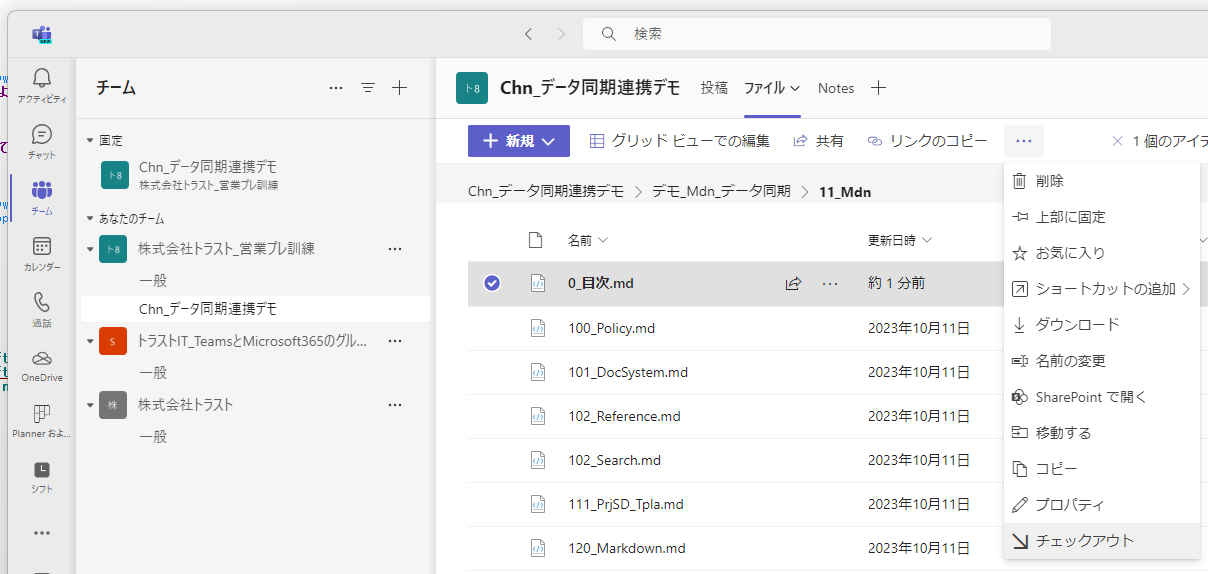 検索
アクティビティ
チャット
チーム
カレンダー
通話
OneDrive
Planner およ...
シフト
チーム
固定
ト8
Chn_データ同期連携デモ
株式会社トラスト_営業プレ訓練
あなたのチーム
ト8
株式会社トラスト_営業プレ訓練
一般
Chn_データ同期連携デモ
S
トラストIT_TeamsとMicrosoft365のグル...
一般
株
株式会社トラスト
一般
ト8 Chn_データ同期連携デモ 投稿 ファイル Notes
新規 グリッド ビューでの編集 共有 リンクのコピー 1 個のアイテ
Chn_データ同期連携デモ > デモ_Mdn_データ同期 > 11_Mdn
名前 更新日時
0_目次.md 約 1 分前
100_Policy.md 2023年10月11日
101_DocSystem.md 2023年10月11日
102_Reference.md 2023年10月11日
102_Search.md 2023年10月11日
111_PrjSD_Tpla.md 2023年10月11日
120_Markdown.md 2023年10月11日
削除
上部に固定
お気に入り
ショートカットの追加
ダウンロード
名前の変更
SharePoint で開く
移動する
コピー
プロパティ
チェックアウト